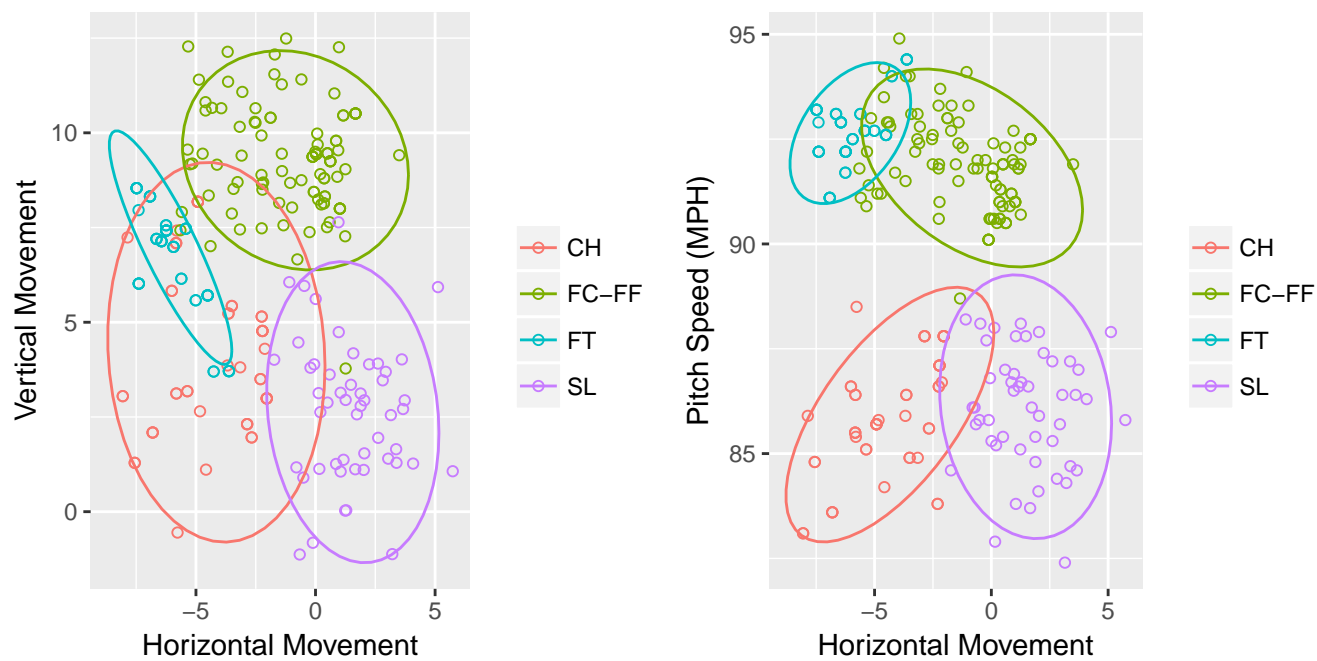 Vertical Movement
10
5
0
−5
0
5
Horizontal Movement
CH
FC−FF
FT
SL
Pitch Speed (MPH)
95
90
85
−5
0
5
Horizontal Movement
CH
FC−FF
FT
SL